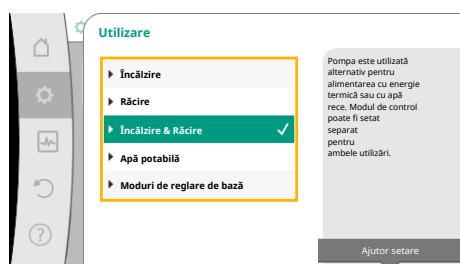 Utilizare
Încălzire
Răcire
Încălzire & Răcire
Apă potabilă
Moduri de reglare de bază
Pompa este utilizată
alternativ pentru
alimentarea cu energie
termică sau cu apă
rece. Modul de control
poate fi setat
separat
pentru
ambele utilizări.
Ajutor setare
?